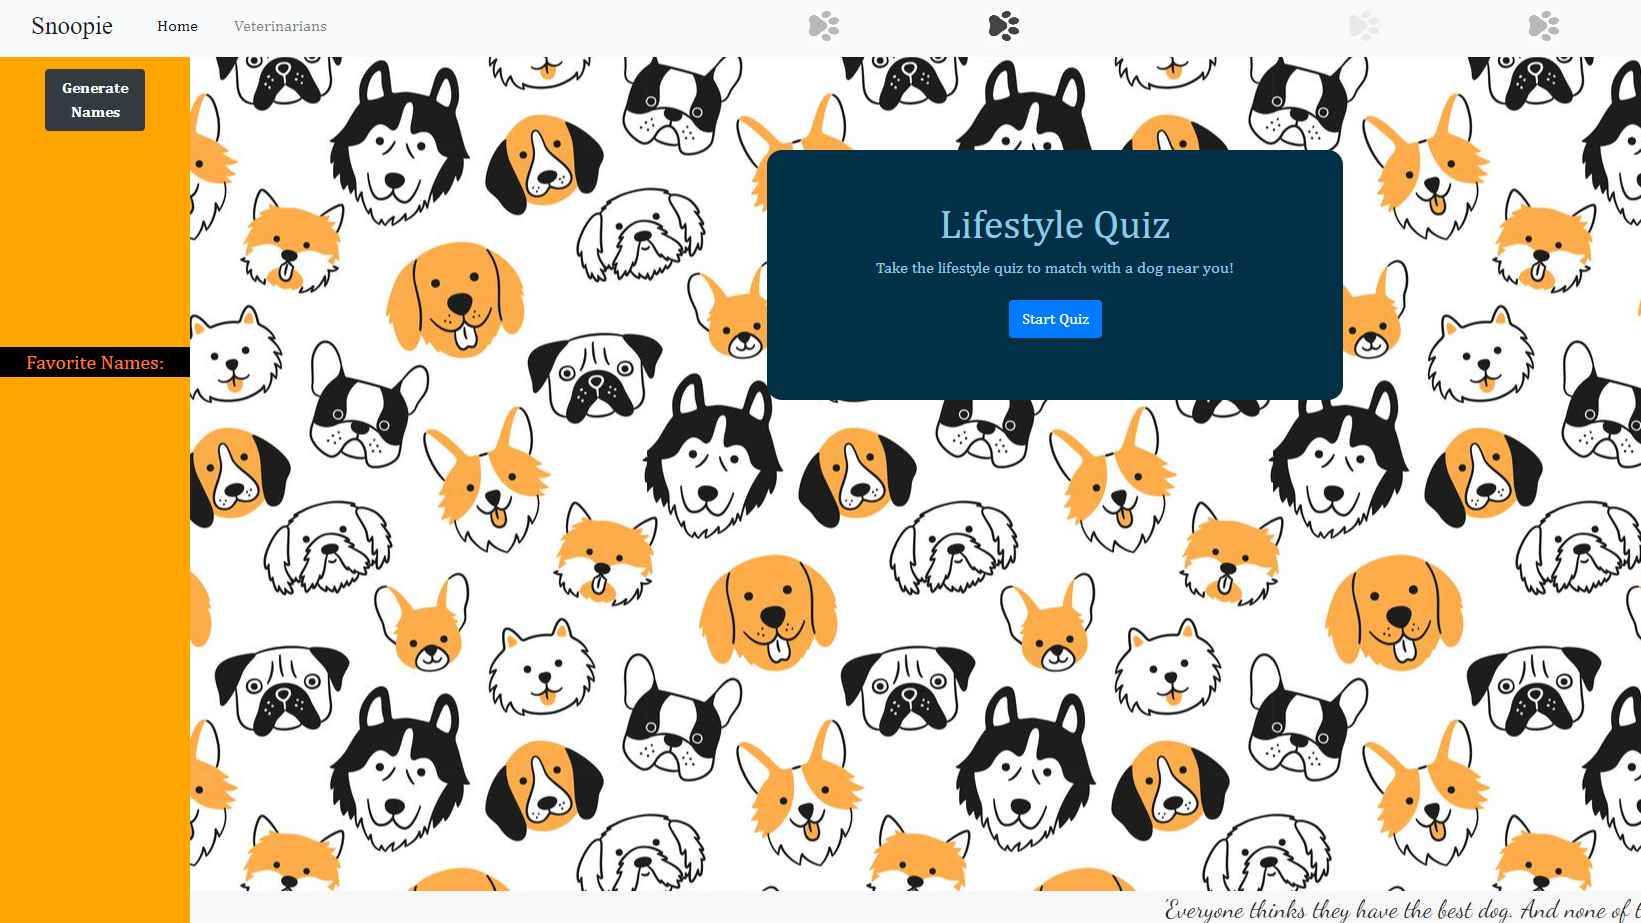 Snoopie Home Veterinarians
Generate
Names
Favorite Names:
Lifestyle Quiz
Take the lifestyle quiz to match with a dog near you!
Start Quiz
'Everyone thinks they have the best dog. And none of